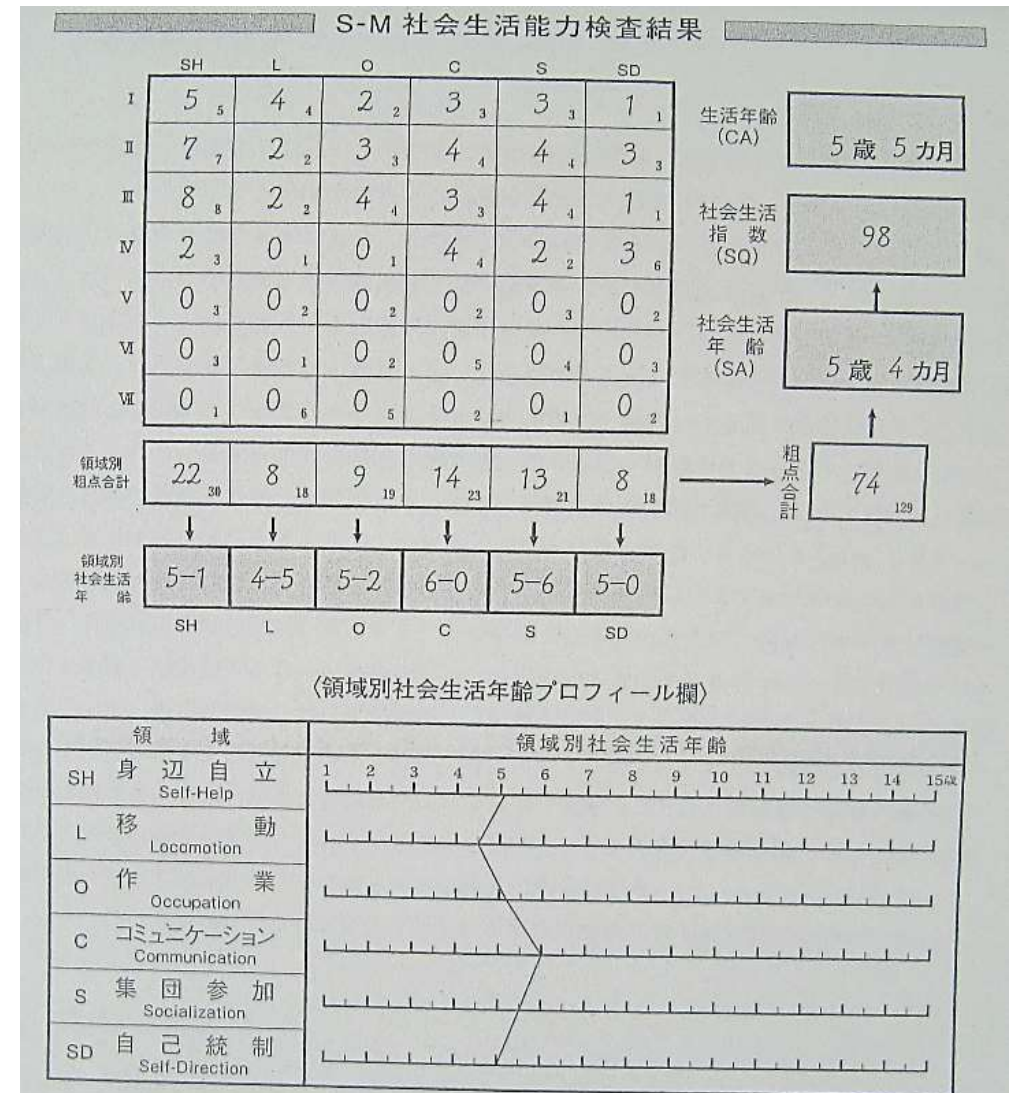 S-M 社会生活能力検査結果
SH L O C S SD
I 5 5 4 4 2 2 3 3 3 3 1 1
II 7 7 2 2 3 3 4 4 4 4 3 3
III 8 8 2 2 4 4 3 3 4 4 1 1
IV 2 3 0 1 0 1 4 4 2 2 3 6
V 0 3 0 2 0 2 0 2 0 3 0 2
VI 0 3 0 1 0 2 0 5 0 4 0 3
VII 0 1 0 6 0 5 0 2 0 1 0 2
生活年齢
(CA)
5歳 5カ月
社会生活
指数
(SQ)
98
社会生活
年齢
(SA)
5歳 4カ月
領域別
粗点合計
22 30 8 18 9 19 14 23 13 21 8 18
粗点合計
74 129
領域別
社会生活
年齢
5-1 4-5 5-2 6-0 5-6 5-0
SH L O C S SD
〈領域別社会生活年齢プロフィール欄〉
領域 領域別社会生活年齢
1 2 3 4 5 6 7 8 9 10 11 12 13 14 15歳
SH 身辺自立
Self-Help
L 移動
Locomotion
O 作業
Occupation
C コミュニケーション
Communication
S 集団参加
Socialization
SD 自己統制
Self-Direction